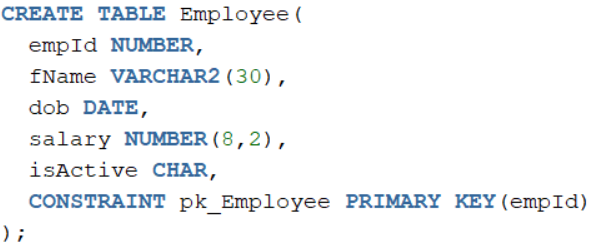 CREATE TABLE Employee(
empId NUMBER,
fName VARCHAR2(30),
dob DATE,
salary NUMBER(8,2),
isActive CHAR,
CONSTRAINT pk_Employee PRIMARY KEY(empId)
);